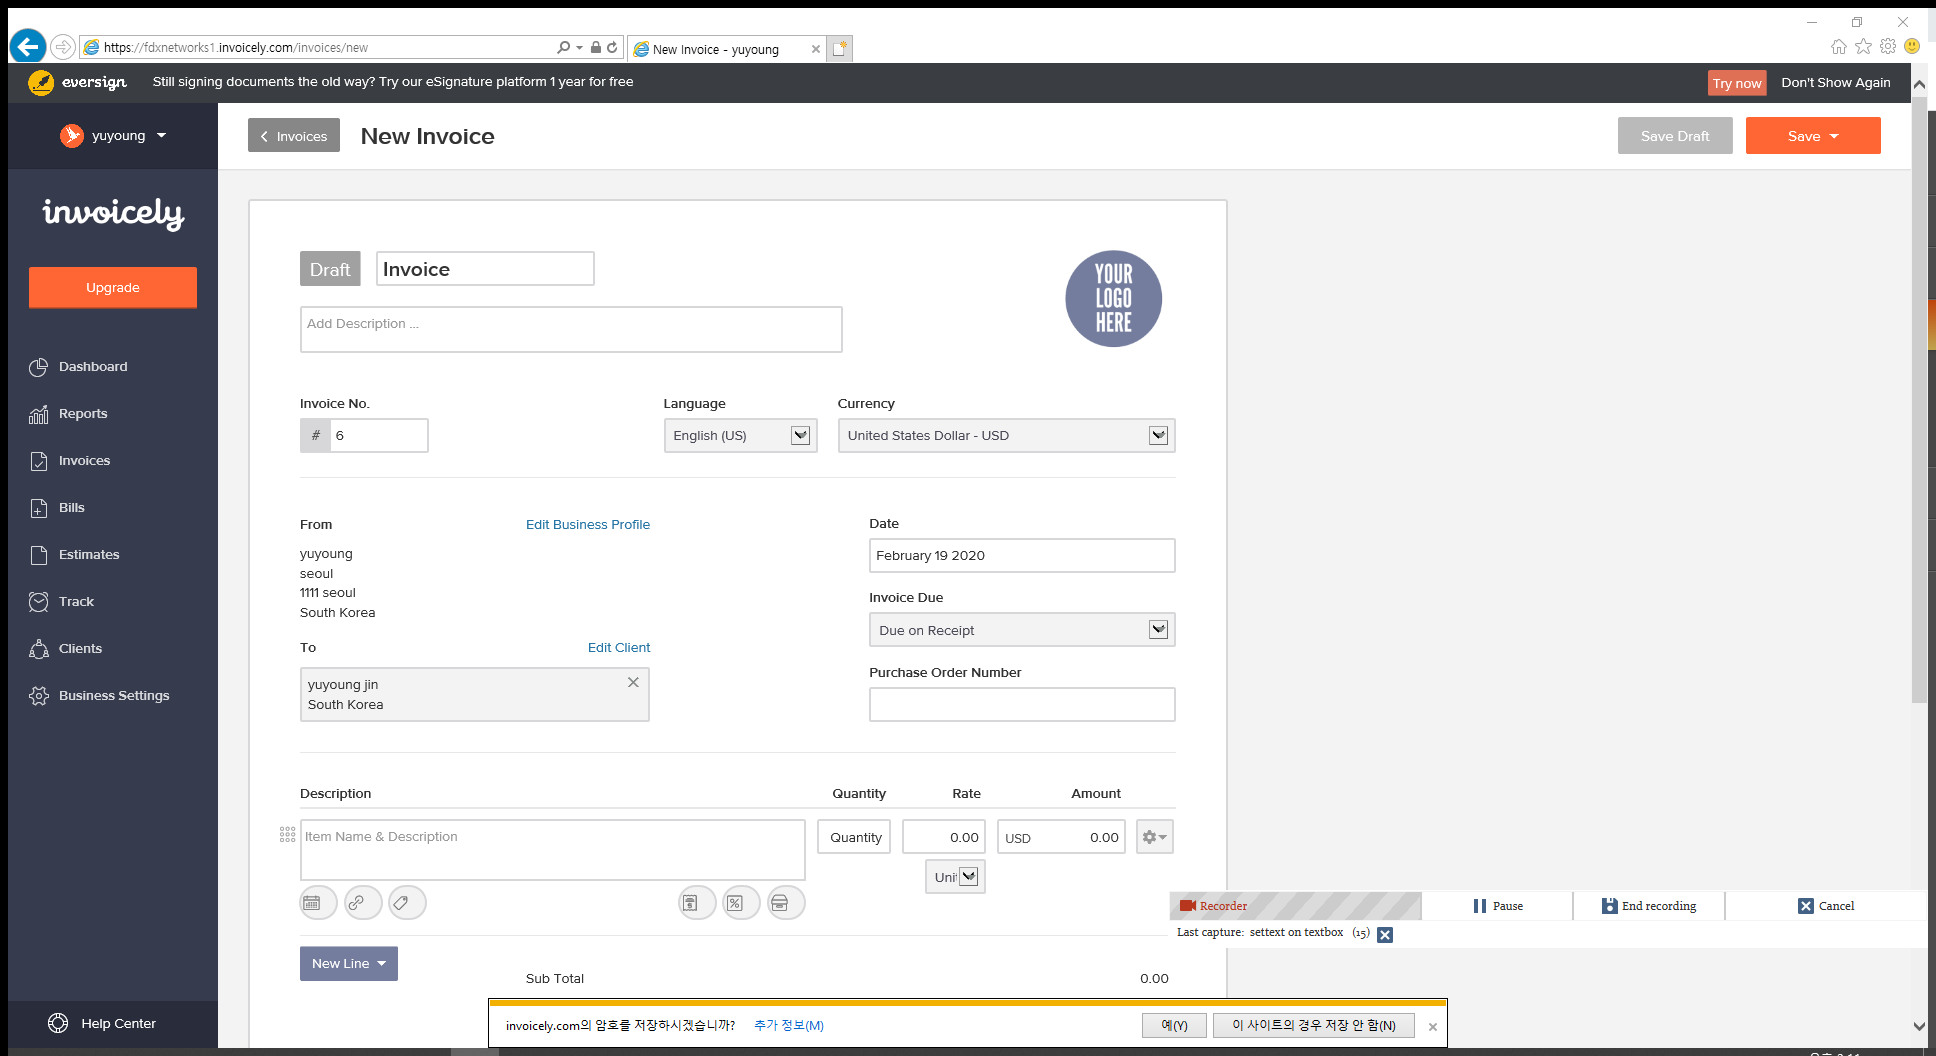 https://fdxnetworks1.invoicely.com/invoices/new
New Invoice - yuyoung
eversign
Still signing documents the old way? Try our eSignature platform 1 year for free
Try now
Don't Show Again
yuyoung
Invoices
New Invoice
Save Draft
Save
invoicely
Upgrade
Dashboard
Reports
Invoices
Bills
Estimates
Track
Clients
Business Settings
Help Center
Draft
Invoice
YOUR
LOGO
HERE
Add Description ...
Invoice No.
Language
Currency
# 6
English (US)
United States Dollar - USD
From
Edit Business Profile
yuyoung
seoul
1111 seoul
South Korea
To
Edit Client
yuyoung jin
South Korea
Date
February 19 2020
Invoice Due
Due on Receipt
Purchase Order Number
Description
Quantity
Rate
Amount
Item Name & Description
Quantity
0.00
USD
0.00
Uni
New Line
Sub Total
0.00
Recorder
Pause
End recording
Cancel
Last capture: settext on textbox (15)
invoicely.com의 암호를 저장하시겠습니까?
추가 정보(M)
예(Y)
이 사이트의 경우 저장 안 함(N)